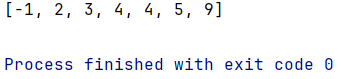 [-1, 2, 3, 4, 4, 5, 9]
Process finished with exit code 0